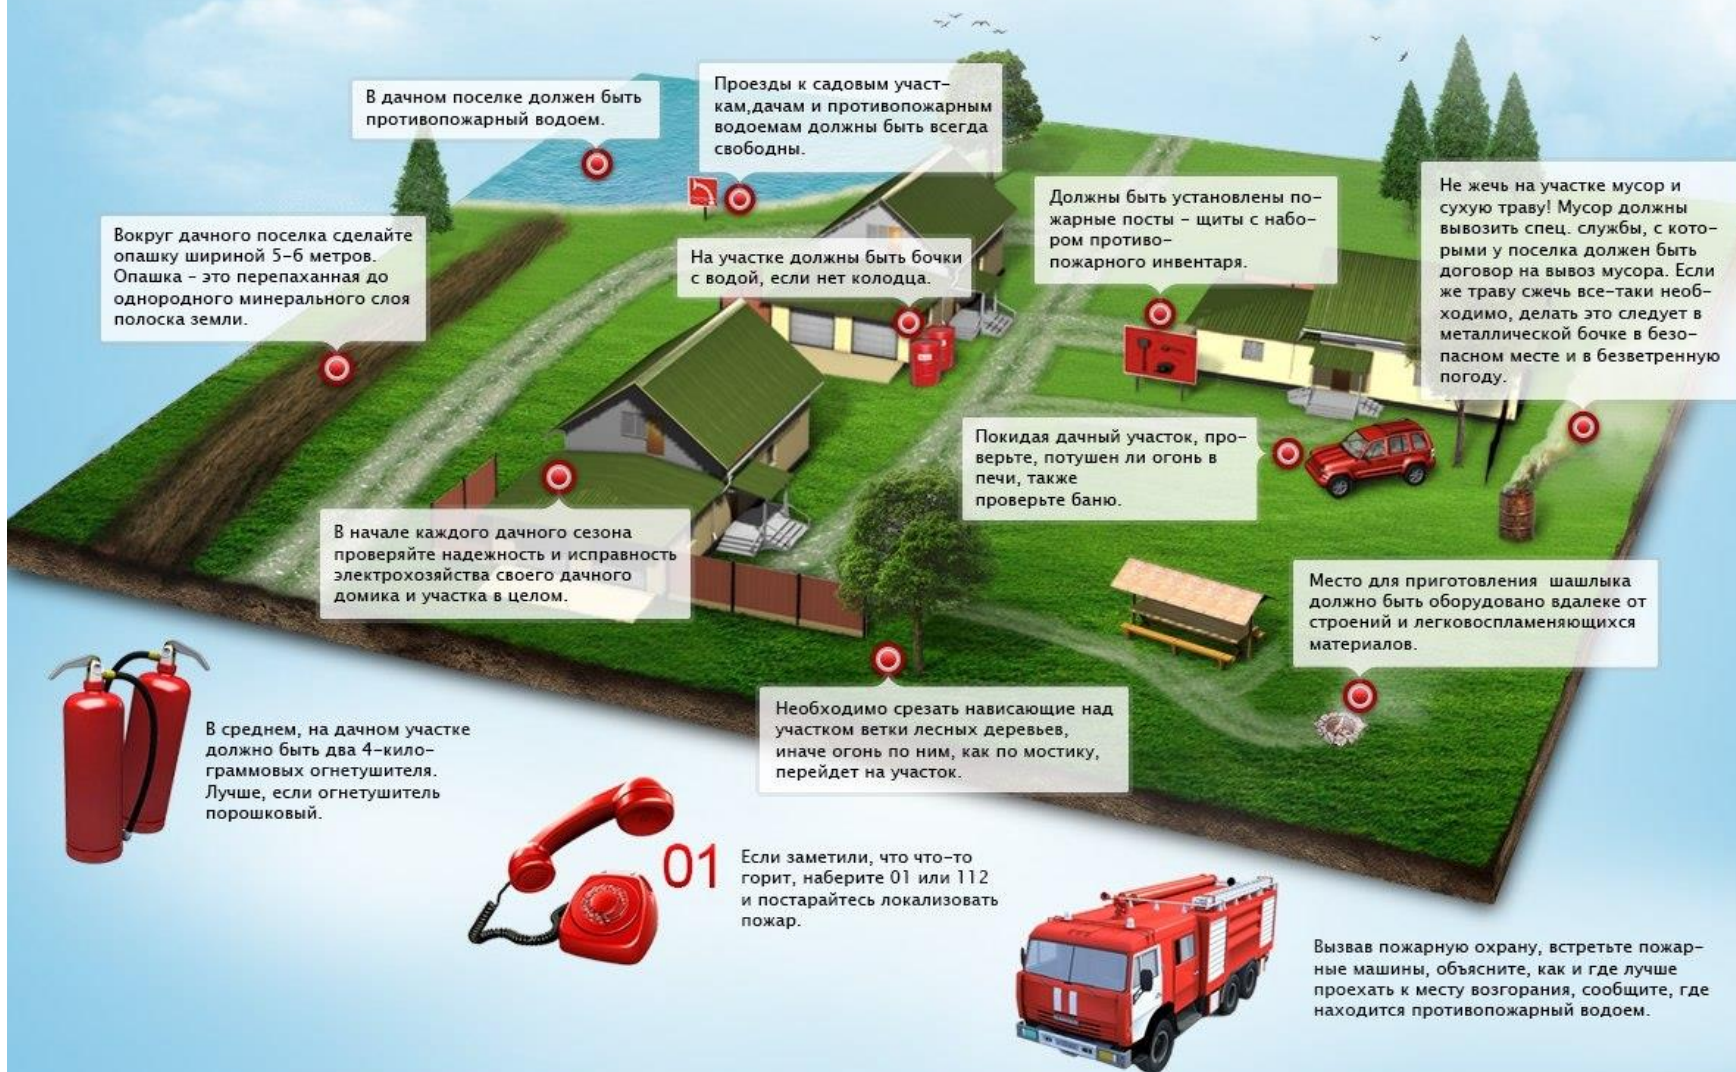 В дачном поселке должен быть
противопожарный водоем.
Проезды к садовым участ-
кам,дачам и противопожарным
водоемам должны быть всегда
свободны.
Вокруг дачного поселка сделайте
опашку шириной 5-6 метров.
Опашка - это перепаханная до
однородного минерального слоя
полоска земли.
На участке должны быть бочки
с водой, если нет колодца.
Должны быть установлены по-
жарные посты - щиты с набо-
ром противо-
пожарного инвентаря.
Не жечь на участке мусор и
сухую траву! Мусор должны
вывозить спец. службы, с кото-
рыми у поселка должен быть
договор на вывоз мусора. Если
же траву сжечь все-таки необ-
ходимо, делать это следует в
металлической бочке в безо-
пасном месте и в безветренную
погоду.
Покидая дачный участок, про-
верьте, потушен ли огонь в
печи, также
проверьте баню.
В начале каждого дачного сезона
проверяйте надежность и исправность
электрохозяйства своего дачного
домика и участка в целом.
Место для приготовления шашлыка
должно быть оборудовано вдалеке от
строений и легковоспламеняющихся
материалов.
Необходимо срезать нависающие над
участком ветки лесных деревьев,
иначе огонь по ним, как по мостику,
перейдет на участок.
В среднем, на дачном участке
должно быть два 4-кило-
граммовых огнетушителя.
Лучше, если огнетушитель
порошковый.
01
Если заметили, что что-то
горит, наберите 01 или 112
и постарайтесь локализовать
пожар.
Вызвав пожарную охрану, встретьте пожар-
ные машины, объясните, как и где лучше
проехать к месту возгорания, сообщите, где
находится противопожарный водоем.